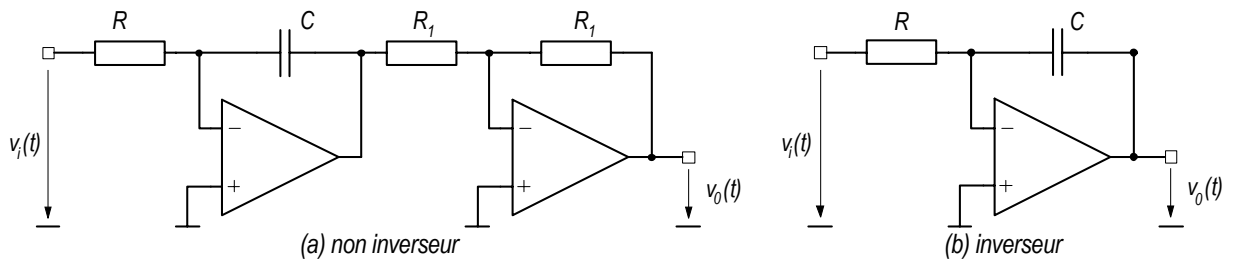 R C R₁ R₁
− + − +
vᵢ(t) v₀(t)
(a) non inverseur
R C
− +
vᵢ(t) v₀(t)
(b) inverseur